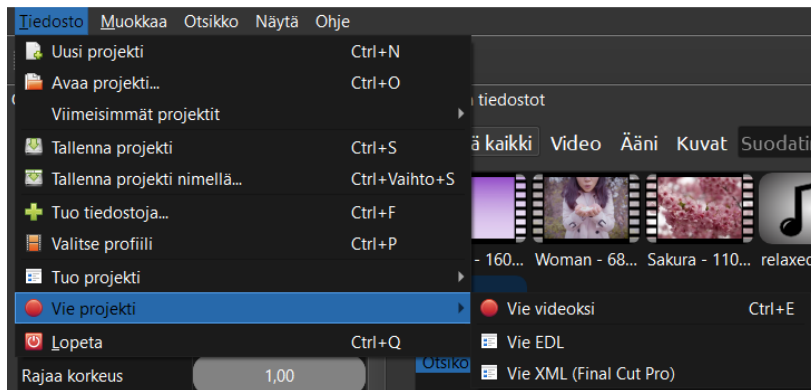 Tiedosto Muokkaa Otsikko Näytä Ohje
Uusi projekti Ctrl+N
Avaa projekti... Ctrl+O
Viimeisimmät projektit
Tallenna projekti Ctrl+S
Tallenna projekti nimellä... Ctrl+Vaihto+S
Tuo tiedostoja... Ctrl+F
Valitse profiili Ctrl+P
Tuo projekti
Vie projekti
Lopeta Ctrl+Q
Rajaa korkeus 1,00
tiedostot
kaikki Video Ääni Kuvat
- 160... Woman - 68... Sakura - 110...
Vie videoksi Ctrl+E
Vie EDL
Vie XML (Final Cut Pro)